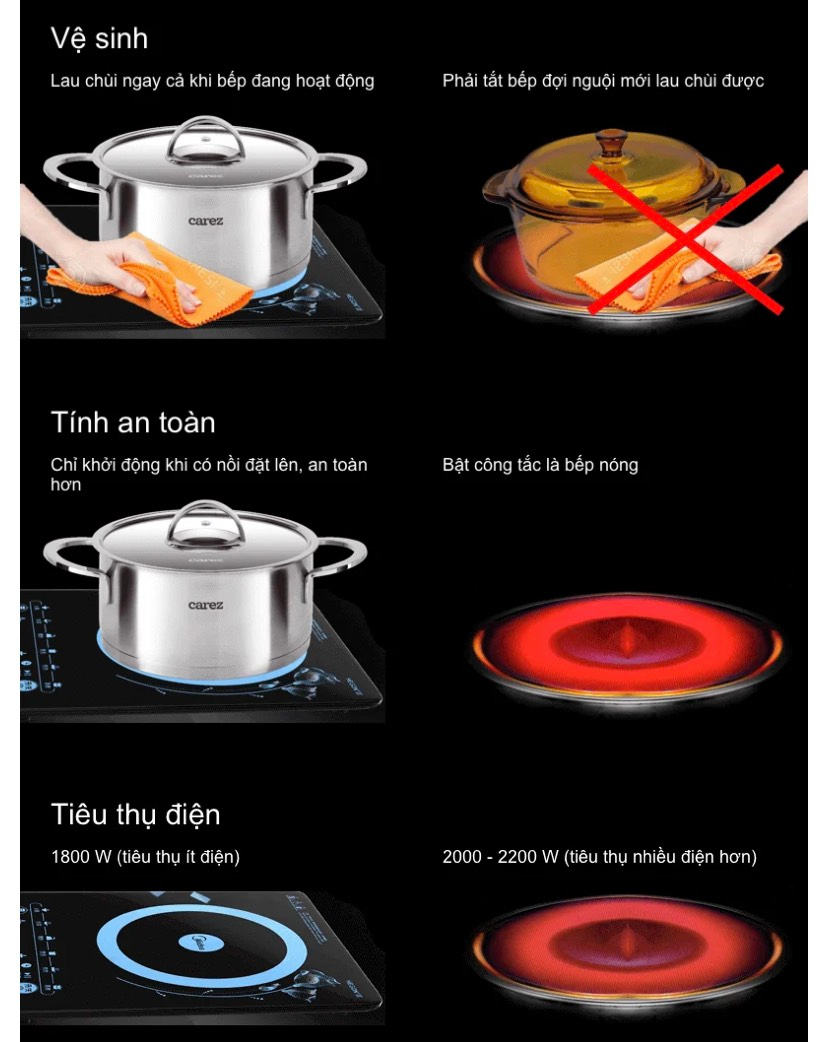 Vệ sinh
Lau chùi ngay cả khi bếp đang hoạt động
Phải tắt bếp đợi nguội mới lau chùi được
carez
carez
Tính an toàn
Chỉ khởi động khi có nồi đặt lên, an toàn
hơn
Bật công tắc là bếp nóng
carez
carez
Tiêu thụ điện
1800 W (tiêu thụ ít điện)
2000 - 2200 W (tiêu thụ nhiều điện hơn)
Midea